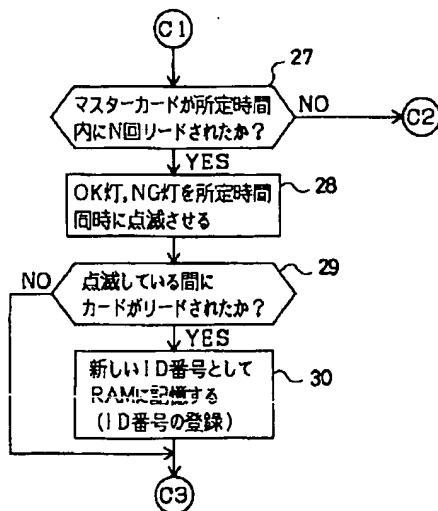 C1
27
マスターカードが所定時間
内にN回リードされたか?
NO
C2
YES
28
OK灯,NG灯を所定時間
同時に点滅させる
29
NO
点滅している間に
カードがリードされたか?
YES
30
新しいID番号として
RAMに記憶する
(ID番号の登録)
C3